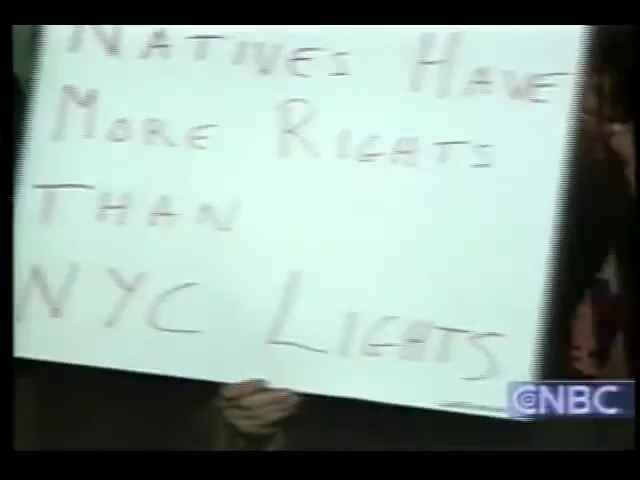 NATIVES HAVE
MORE RIGHTS
THAN
NYC LIGHTS
CNBC